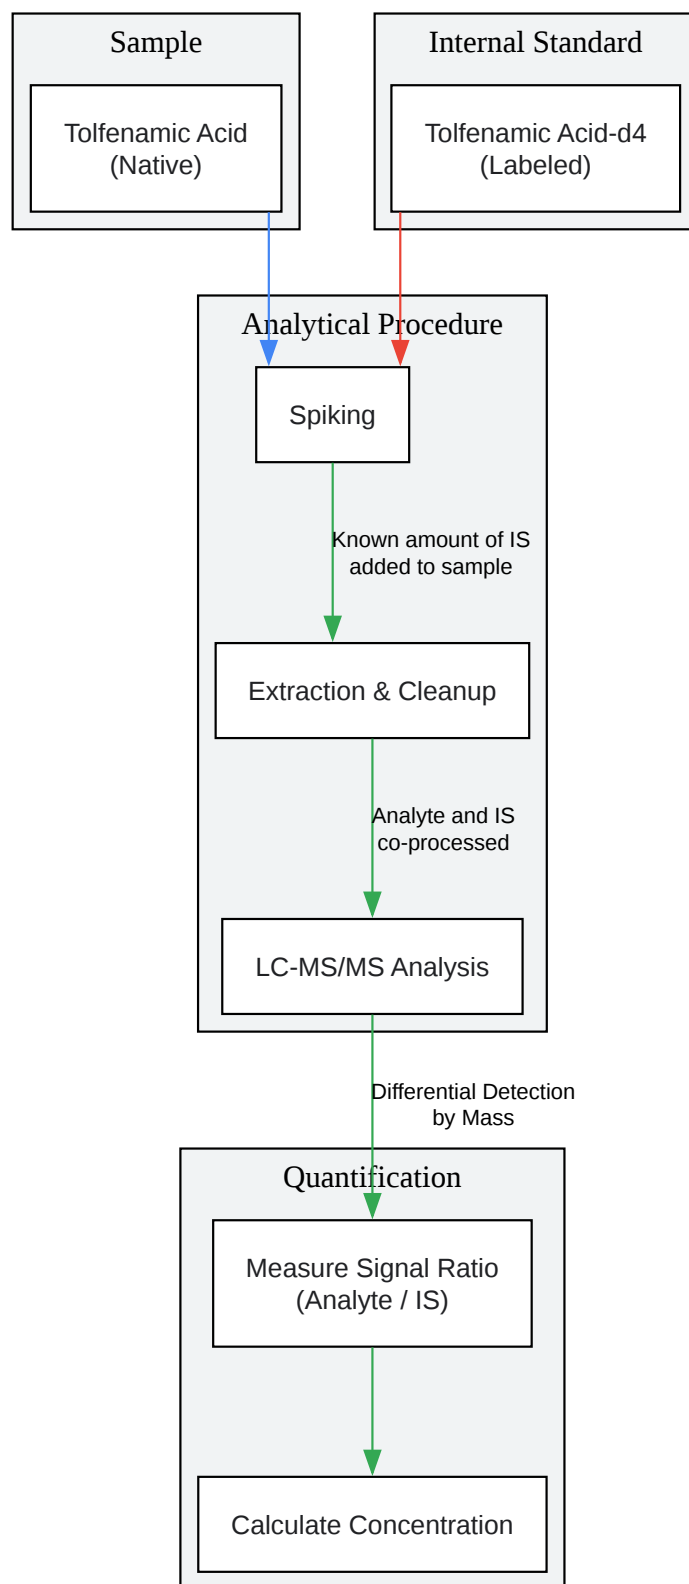 Sample
Internal Standard
Tolfenamic Acid
(Native)
Tolfenamic Acid-d4
(Labeled)
Analytical Procedure
Spiking
Known amount of IS
added to sample
Extraction & Cleanup
Analyte and IS
co-processed
LC-MS/MS Analysis
Differential Detection
by Mass
Quantification
Measure Signal Ratio
(Analyte / IS)
Calculate Concentration